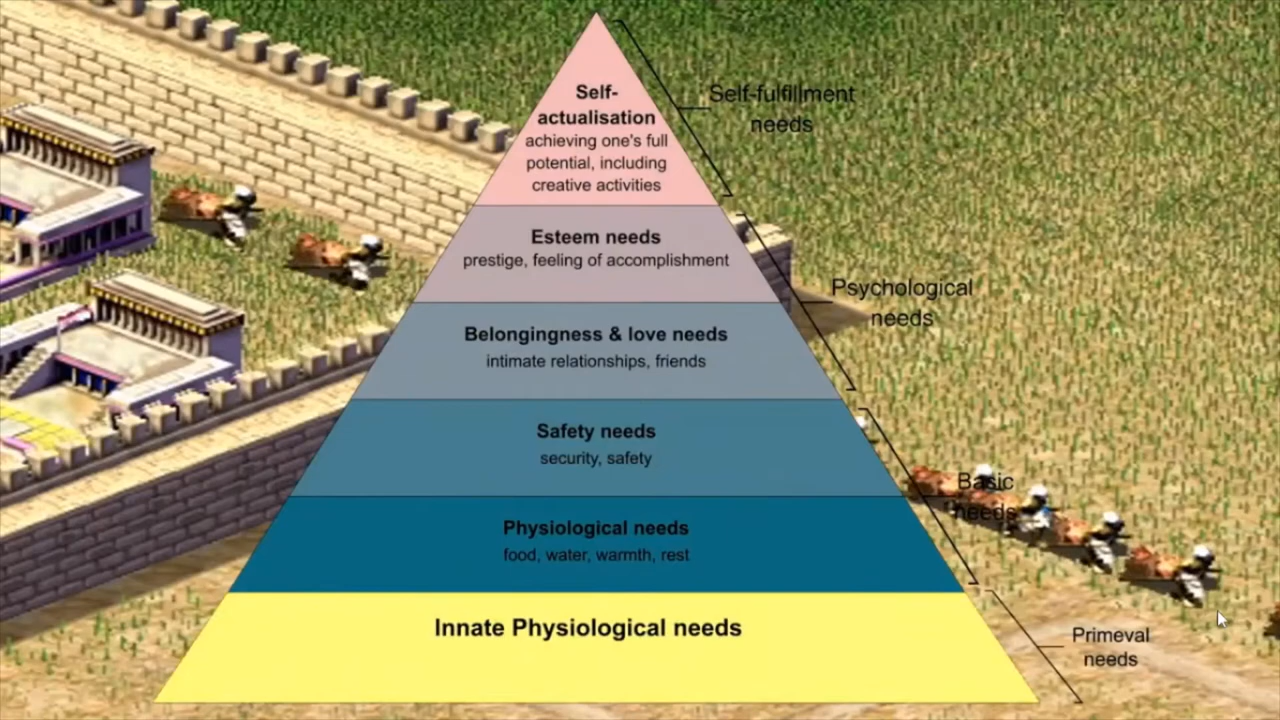 Self-
actualisation
achieving one's full
potential, including
creative activities
Self-fulfillment
needs
Esteem needs
prestige, feeling of accomplishment
Psychological
needs
Belongingness & love needs
intimate relationships, friends
Safety needs
security, safety
Basic
needs
Physiological needs
food, water, warmth, rest
Innate Physiological needs
Primeval
needs